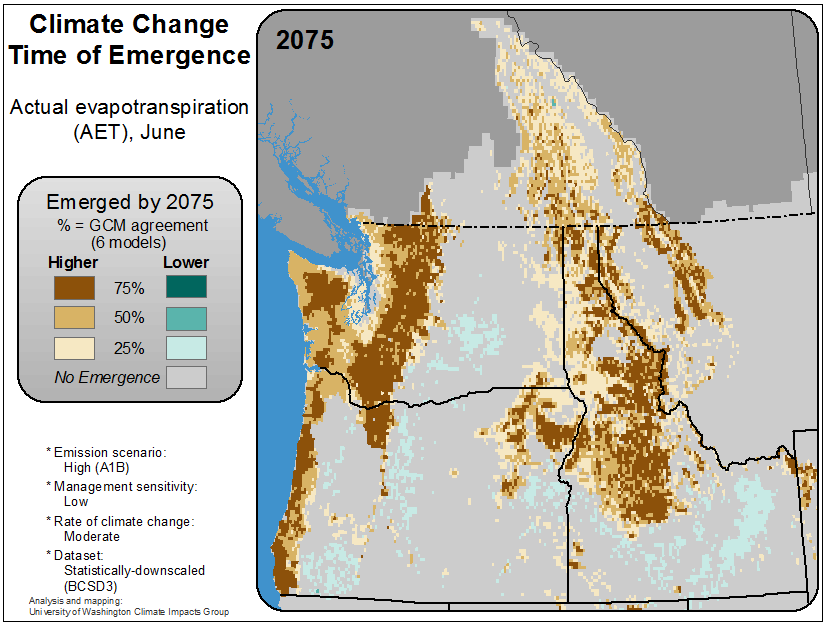 Climate Change
Time of Emergence
Actual evapotranspiration
(AET), June
2075
Emerged by 2075
% = GCM agreement
(6 models)
Higher Lower
75%
50%
25%
No Emergence
* Emission scenario:
High (A1B)
* Management sensitivity:
Low
* Rate of climate change:
Moderate
* Dataset:
Statistically-downscaled
(BCSD3)
Analysis and mapping:
University of Washington Climate Impacts Group